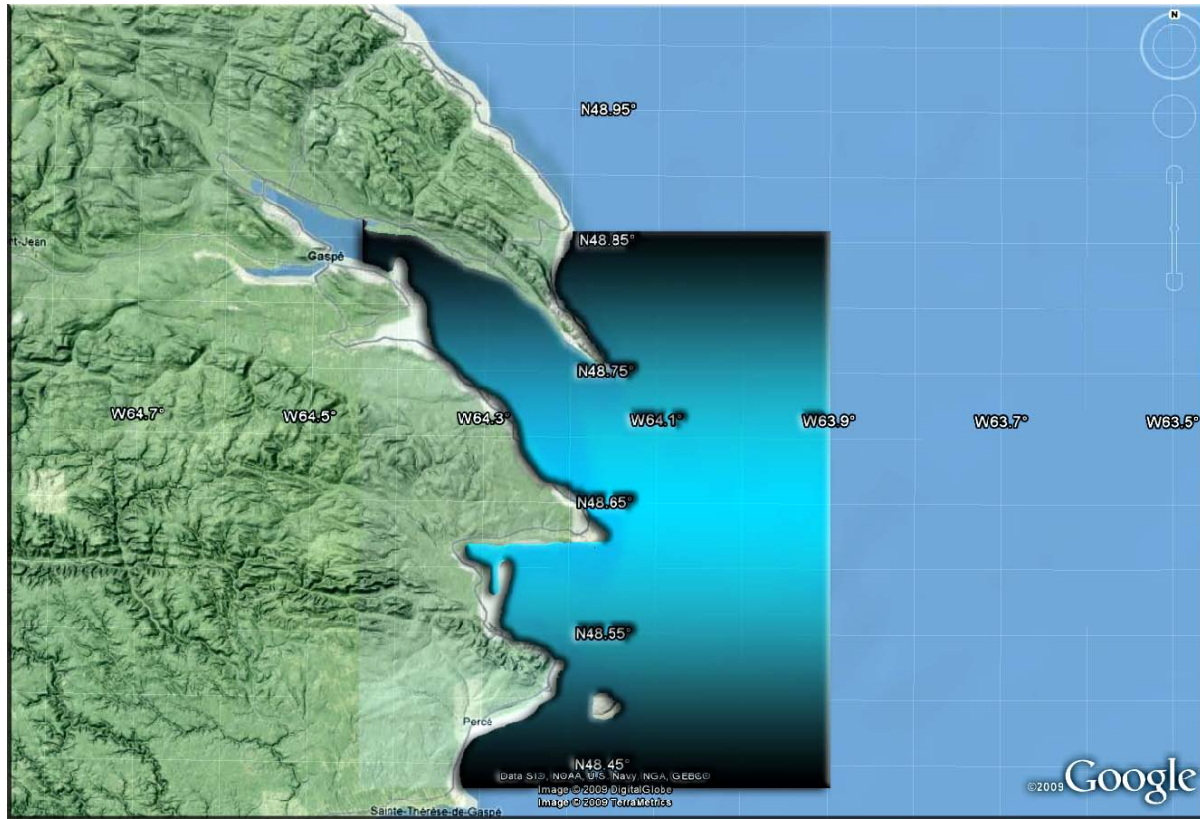 N
N48.95°
N48.85°
t-Jean
Gaspé
N48.75°
W64.7° W64.5° W64.3° W64.1° W63.9° W63.7° W63.5°
N48.65°
N48.55°
Percé
N48.45°
Data SIO, NOAA, U.S. Navy, NGA, GEBCO
Image © 2009 DigitalGlobe
Image © 2009 TerraMetrics
©2009 Google
Sainte-Thérèse-de-Gaspé